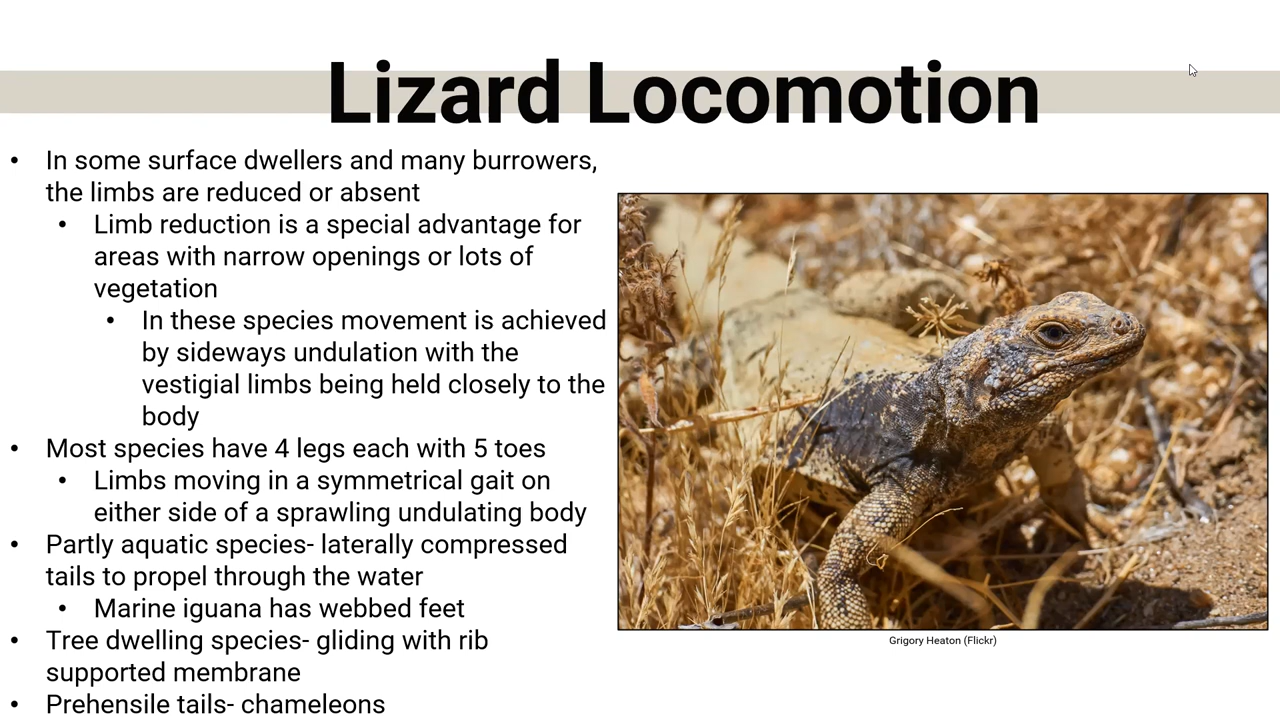 Lizard Locomotion
• In some surface dwellers and many burrowers,
the limbs are reduced or absent
• Limb reduction is a special advantage for
areas with narrow openings or lots of
vegetation
• In these species movement is achieved
by sideways undulation with the
vestigial limbs being held closely to the
body
• Most species have 4 legs each with 5 toes
• Limbs moving in a symmetrical gait on
either side of a sprawling undulating body
• Partly aquatic species- laterally compressed
tails to propel through the water
• Marine iguana has webbed feet
• Tree dwelling species- gliding with rib
supported membrane
• Prehensile tails- chameleons
Grigory Heaton (Flickr)